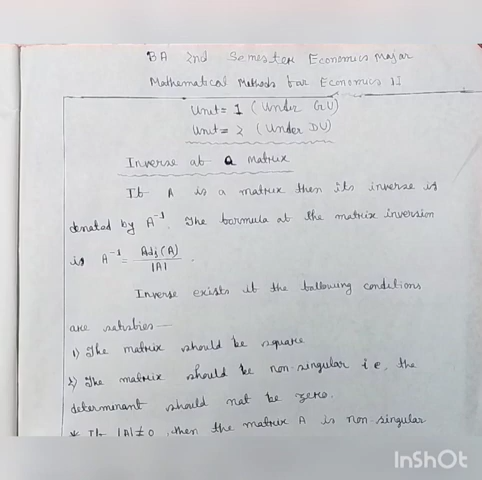 BA 2nd Semester Economics Major
Mathematical Methods for Economics II
Unit = 1 (Under GU)
Unit = 2 (Under DU)
Inverse of a matrix
If A is a matrix then its inverse is
denoted by A⁻¹. The formula of the matrix inversion
is A⁻¹ = Adj(A)/|A| .
Inverse exists if the following conditions
are satisfies —
1) The matrix should be square
2) The matrix should be non-singular i e, the
determinant should not be zero.
* If |A| ≠ 0, then the matrix A is non-singular
InShOt